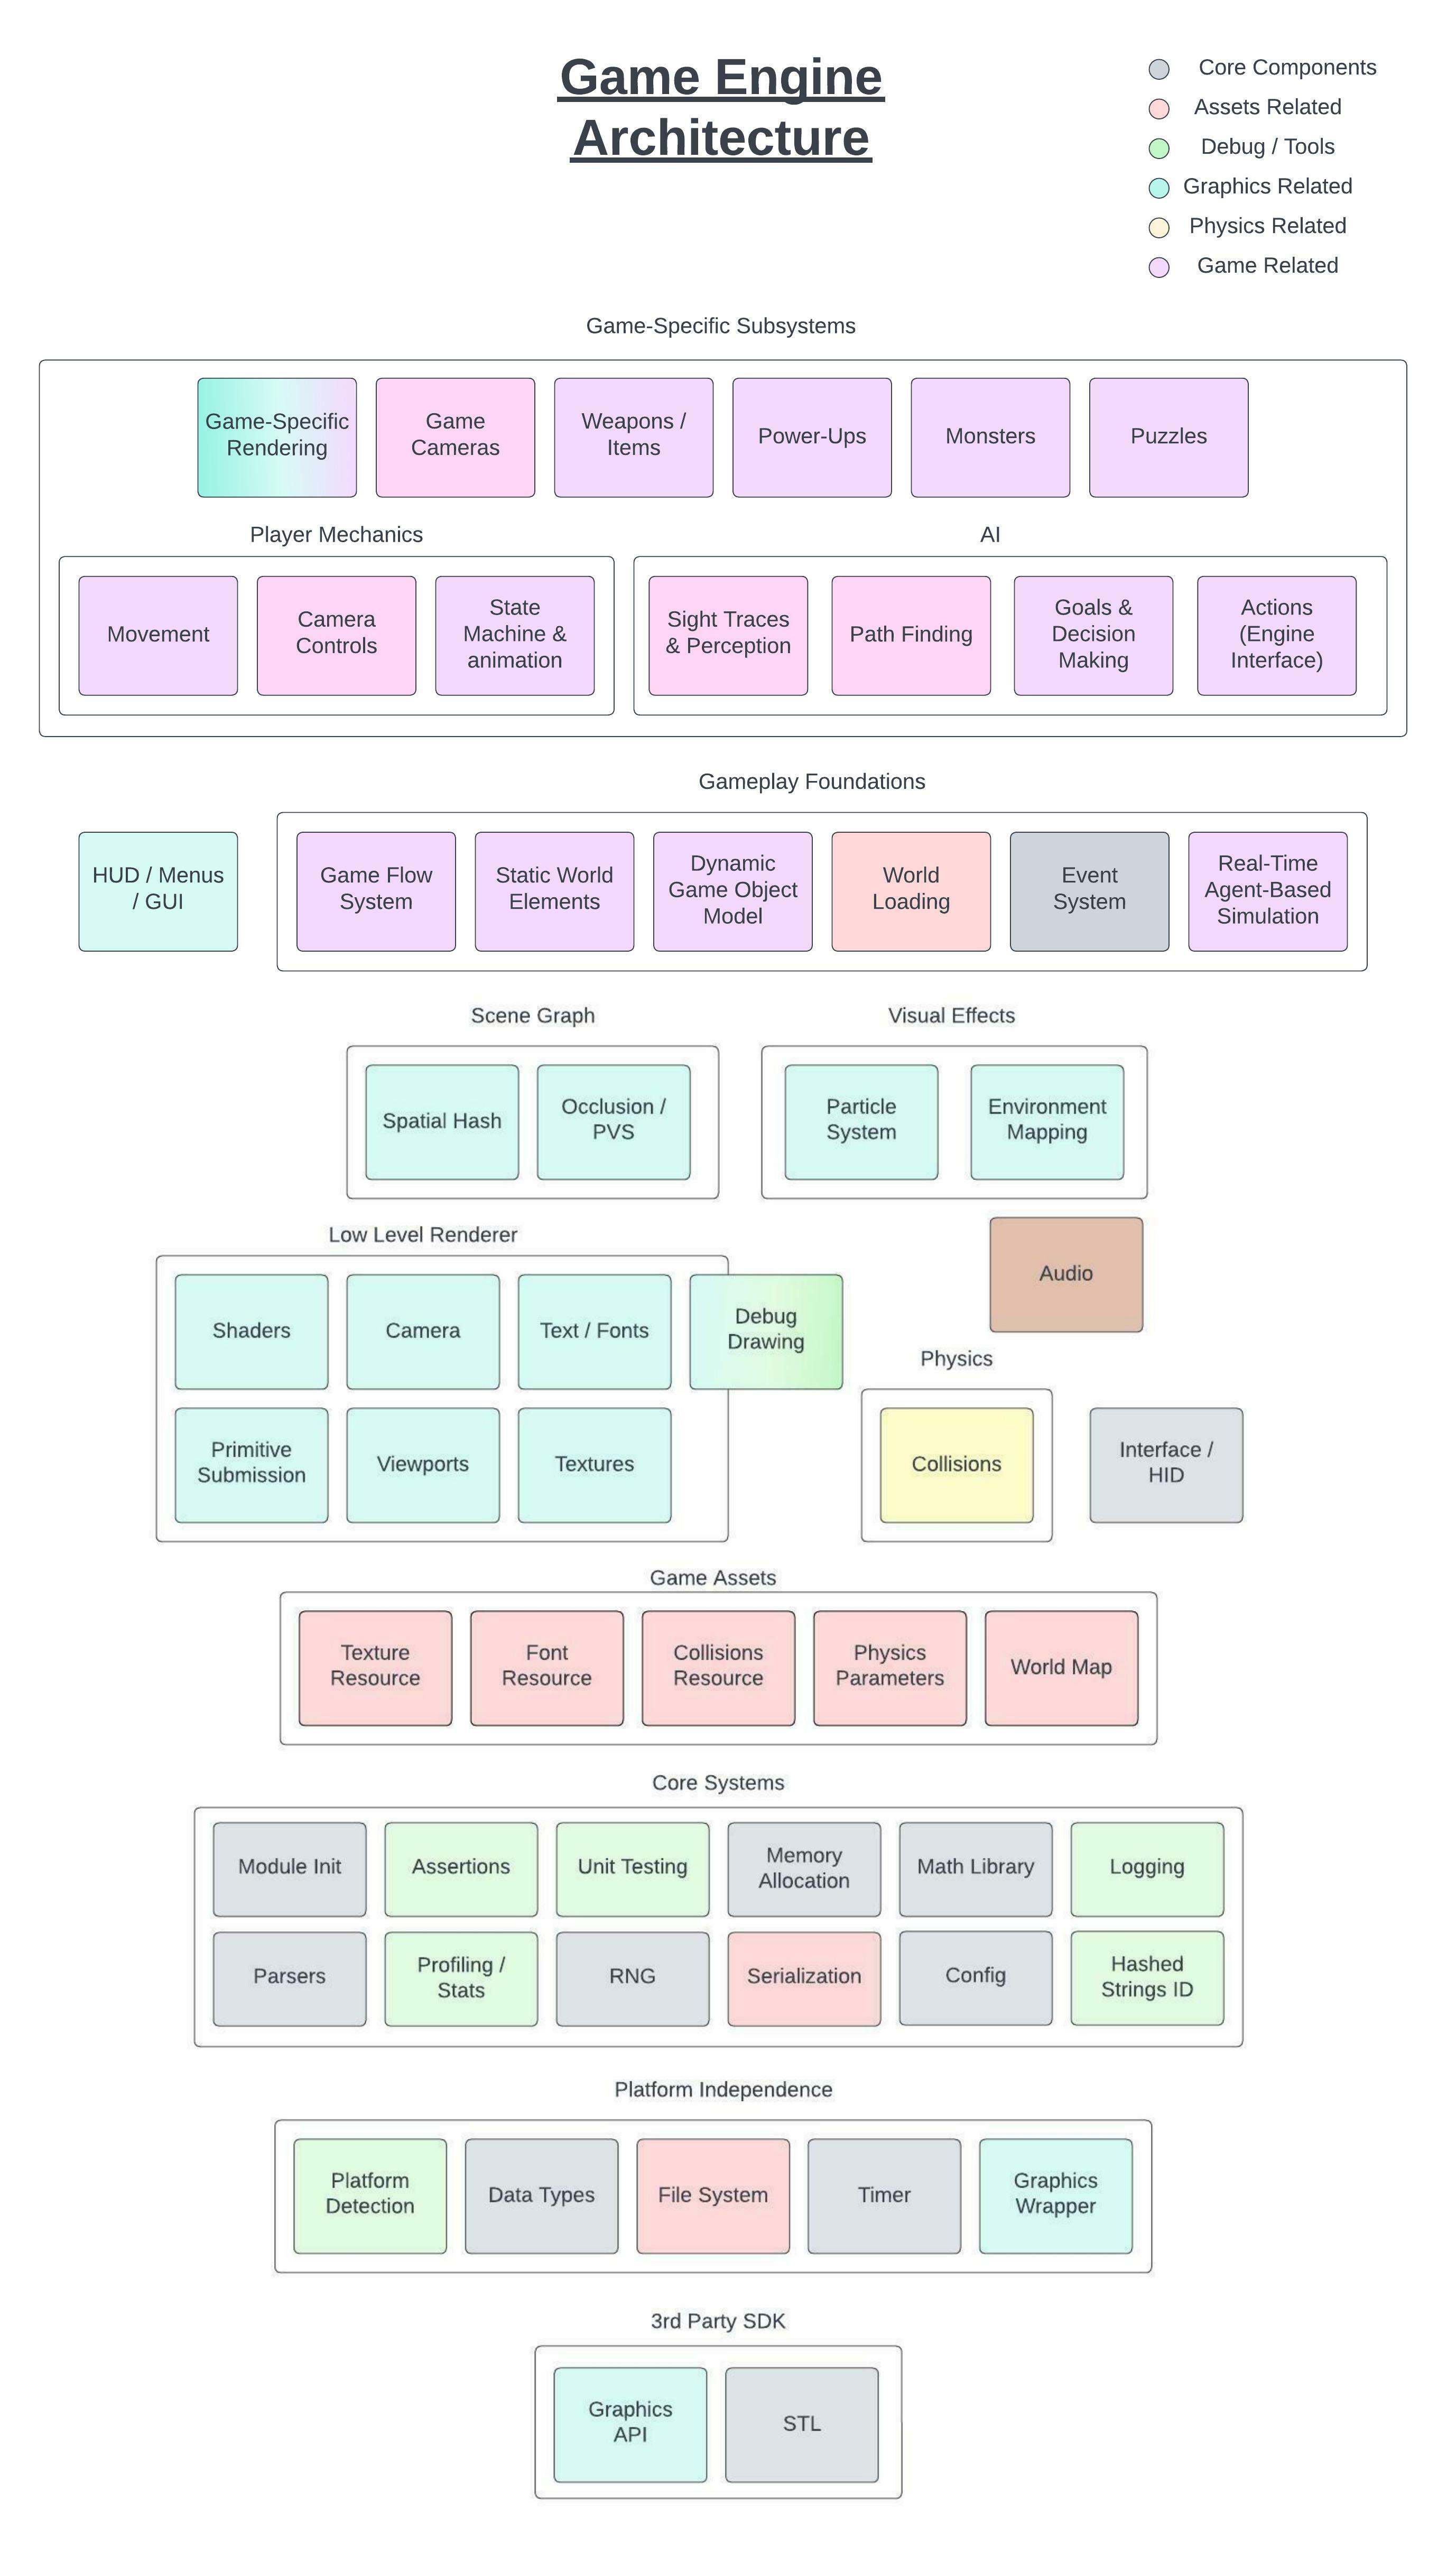 Game Engine
Architecture
Core Components
Assets Related
Debug / Tools
Graphics Related
Physics Related
Game Related
Game-Specific Subsystems
Game-Specific
Rendering
Game
Cameras
Weapons /
Items
Power-Ups
Monsters
Puzzles
Player Mechanics
Movement
Camera
Controls
State
Machine &
animation
AI
Sight Traces
& Perception
Path Finding
Goals &
Decision
Making
Actions
(Engine
Interface)
HUD / Menus
/ GUI
Gameplay Foundations
Game Flow
System
Static World
Elements
Dynamic
Game Object
Model
World
Loading
Event
System
Real-Time
Agent-Based
Simulation
Scene Graph
Spatial Hash
Occlusion /
PVS
Visual Effects
Particle
System
Environment
Mapping
Low Level Renderer
Shaders
Camera
Text / Fonts
Debug
Drawing
Primitive
Submission
Viewports
Textures
Audio
Physics
Collisions
Interface /
HID
Game Assets
Texture
Resource
Font
Resource
Collisions
Resource
Physics
Parameters
World Map
Core Systems
Module Init
Assertions
Unit Testing
Memory
Allocation
Math Library
Logging
Parsers
Profiling /
Stats
RNG
Serialization
Config
Hashed
Strings ID
Platform Independence
Platform
Detection
Data Types
File System
Timer
Graphics
Wrapper
3rd Party SDK
Graphics
API
STL